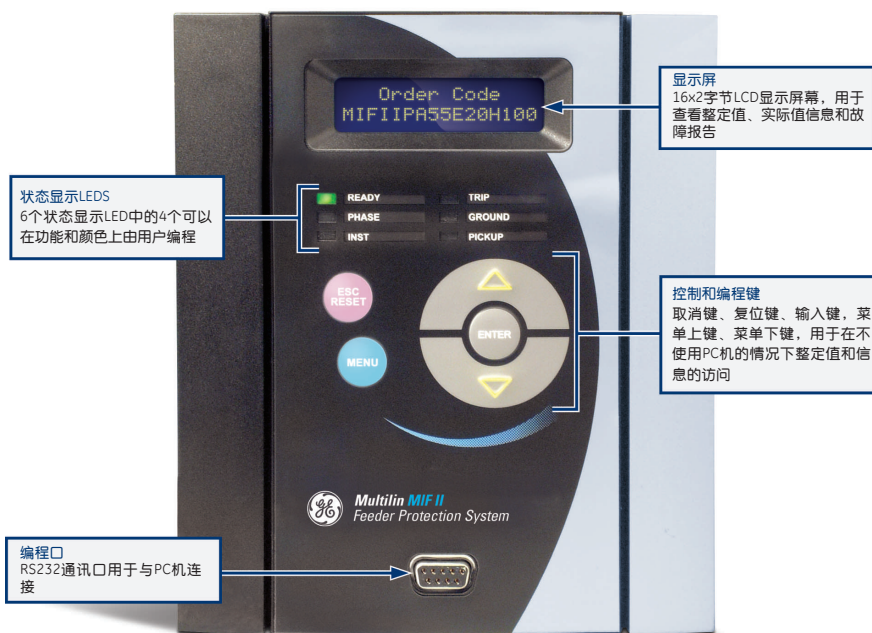 Order Code
MIFIIPA55E20H100
显示屏
16x2字节LCD显示屏幕，用于
查看整定值、实际值信息和故
障报告
状态显示LEDS
6个状态显示LED中的4个可以
在功能和颜色上由用户编程
READY
TRIP
PHASE
GROUND
INST
PICKUP
ESC
RESET
MENU
ENTER
控制和编程键
取消键、复位键、输入键，菜
单上键、菜单下键，用于在不
使用PC机的情况下整定值和信
息的访问
GE
Multilin MIF II
Feeder Protection System
编程口
RS232通讯口用于与PC机连
接